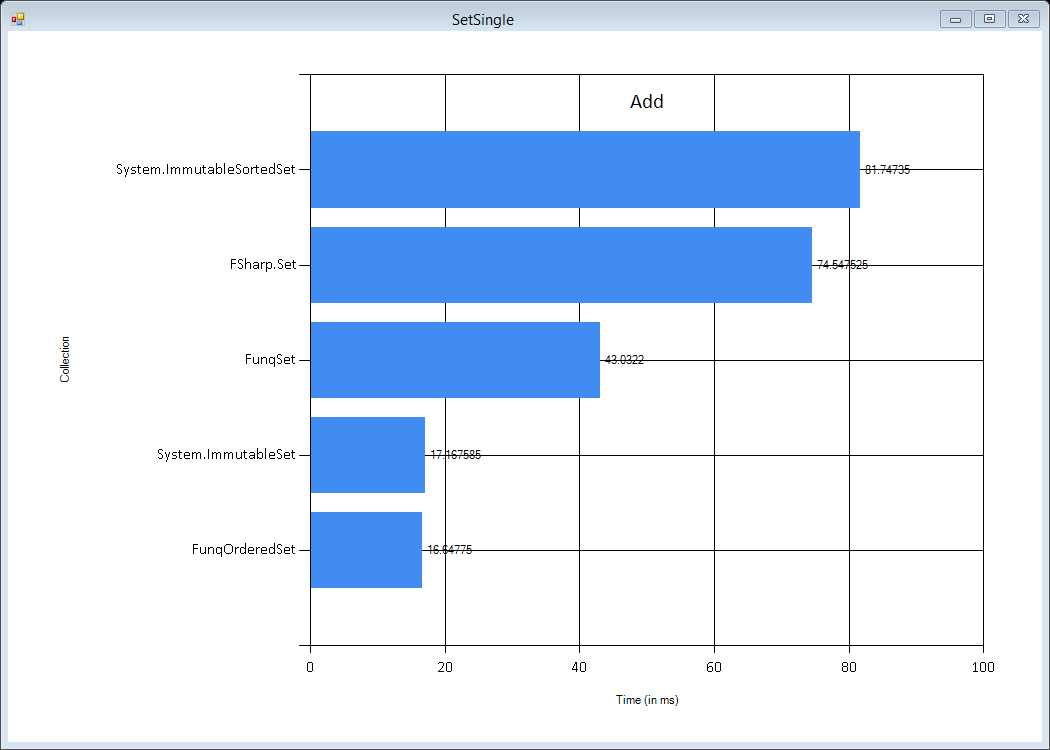 SetSingle
Add
System.ImmutableSortedSet
81.74735
FSharp.Set
74.547525
FunqSet
43.0322
System.ImmutableSet
17.167585
FunqOrderedSet
16.64775
Collection
0 20 40 60 80 100
Time (in ms)